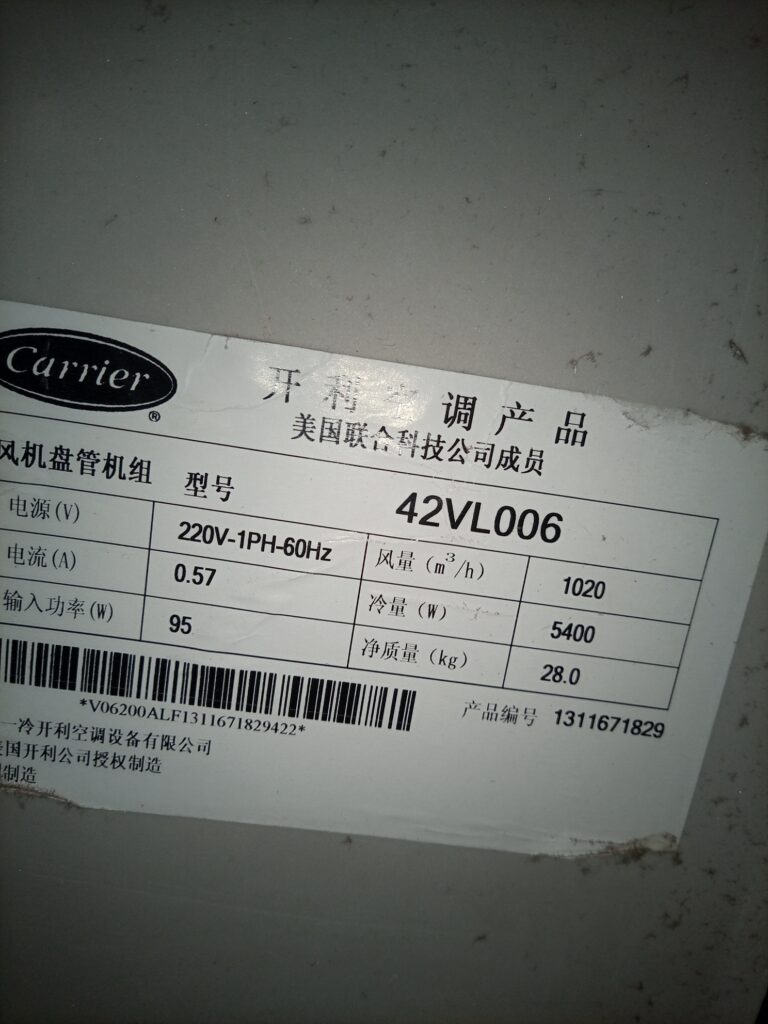 Carrier ®
开利空调产品
美国联合科技公司成员
风机盘管机组 型号 42VL006
电源(V) 220V-1PH-60Hz 风量 (m³/h) 1020
电流(A) 0.57 冷量 (W) 5400
输入功率(W) 95 净质量 (kg) 28.0
*V06200ALF1311671829422*
产品编号 1311671829
一冷开利空调设备有限公司
国开利公司授权制造
制造